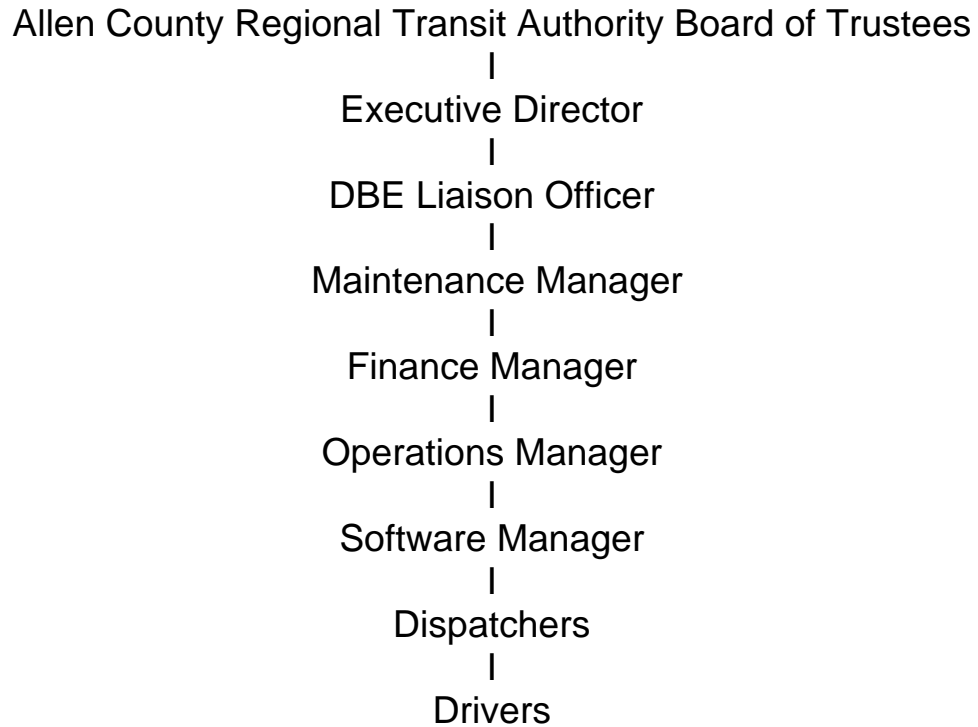 Allen County Regional Transit Authority Board of Trustees
|
Executive Director
|
DBE Liaison Officer
|
Maintenance Manager
|
Finance Manager
|
Operations Manager
|
Software Manager
|
Dispatchers
|
Drivers